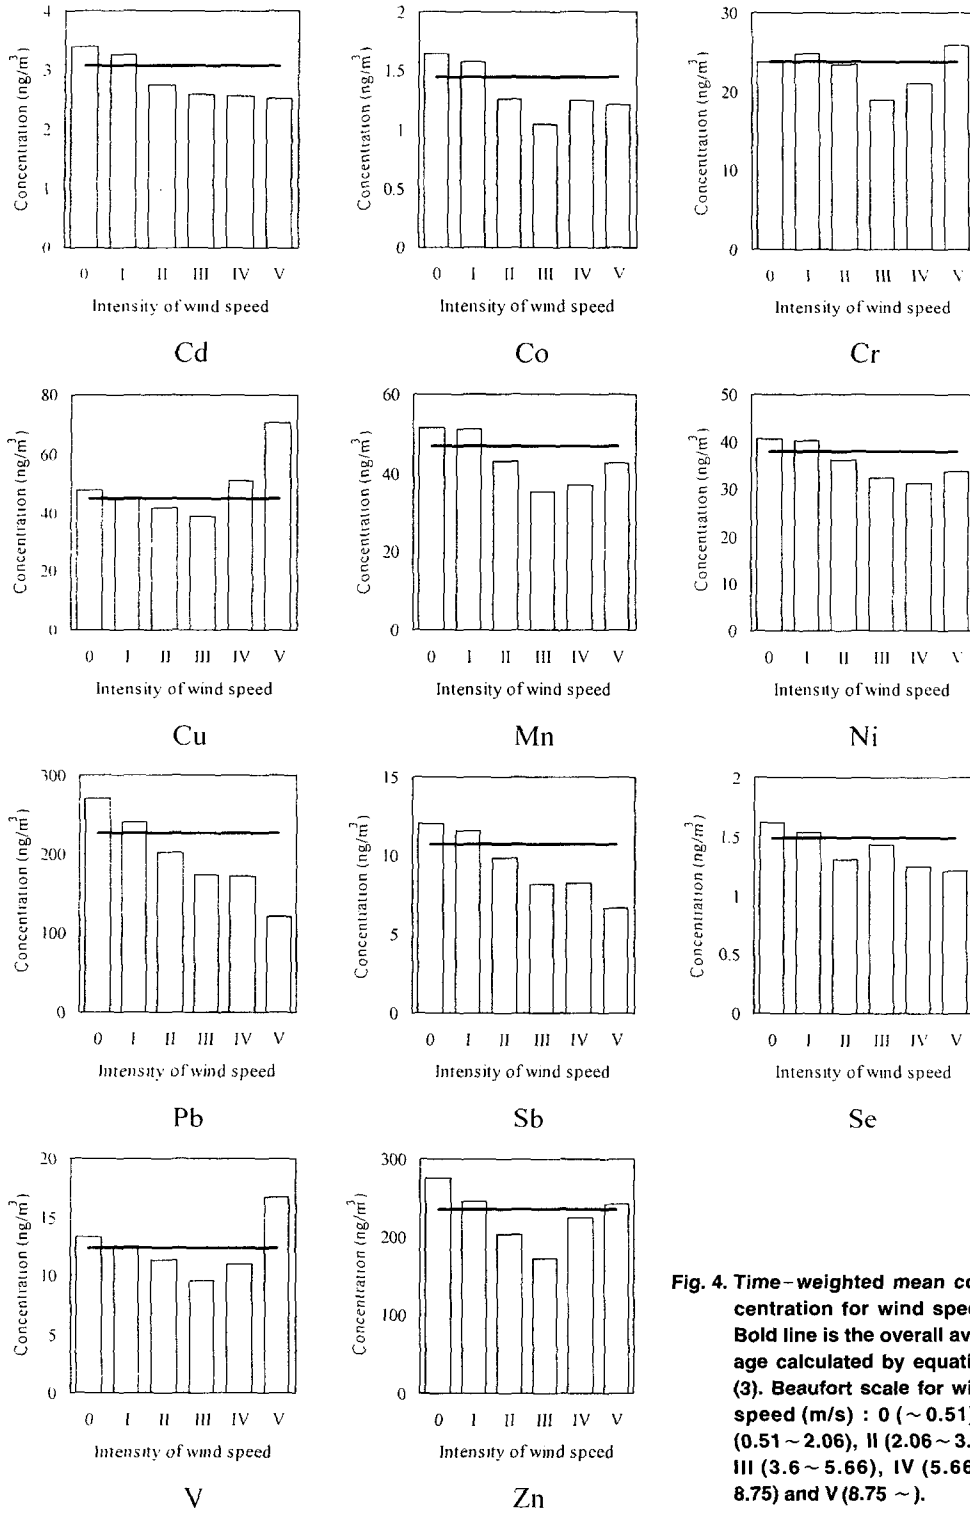 4
3
2
1
0
Concentration (ng/m³)
0 I II III IV V
Intensity of wind speed
Cd
2
1.5
1
0.5
0
Concentration (ng/m³)
0 I II III IV V
Intensity of wind speed
Co
30
20
10
0
Concentration (ng/m³)
0 I II III IV V
Intensity of wind speed
Cr
80
60
40
20
0
Concentration (ng/m³)
0 I II III IV V
Intensity of wind speed
Cu
60
40
20
0
Concentration (ng/m³)
0 I II III IV V
Intensity of wind speed
Mn
50
40
30
20
10
0
Concentration (ng/m³)
0 I II III IV V
Intensity of wind speed
Ni
300
200
100
0
Concentration (ng/m³)
0 I II III IV V
Intensity of wind speed
Pb
15
10
5
0
Concentration (ng/m³)
0 I II III IV V
Intensity of wind speed
Sb
2
1.5
1
0.5
0
Concentration (ng/m³)
0 I II III IV V
Intensity of wind speed
Se
20
15
10
5
0
Concentration (ng/m³)
0 I II III IV V
Intensity of wind speed
V
300
200
100
0
Concentration (ng/m³)
0 I II III IV V
Intensity of wind speed
Zn
Fig. 4. Time-weighted mean co
centration for wind spee
Bold line is the overall av
age calculated by equati
(3). Beaufort scale for wi
speed (m/s) : 0 (~0.51)
(0.51~2.06), II (2.06~3.
III (3.6~5.66), IV (5.66
8.75) and V (8.75 ~).